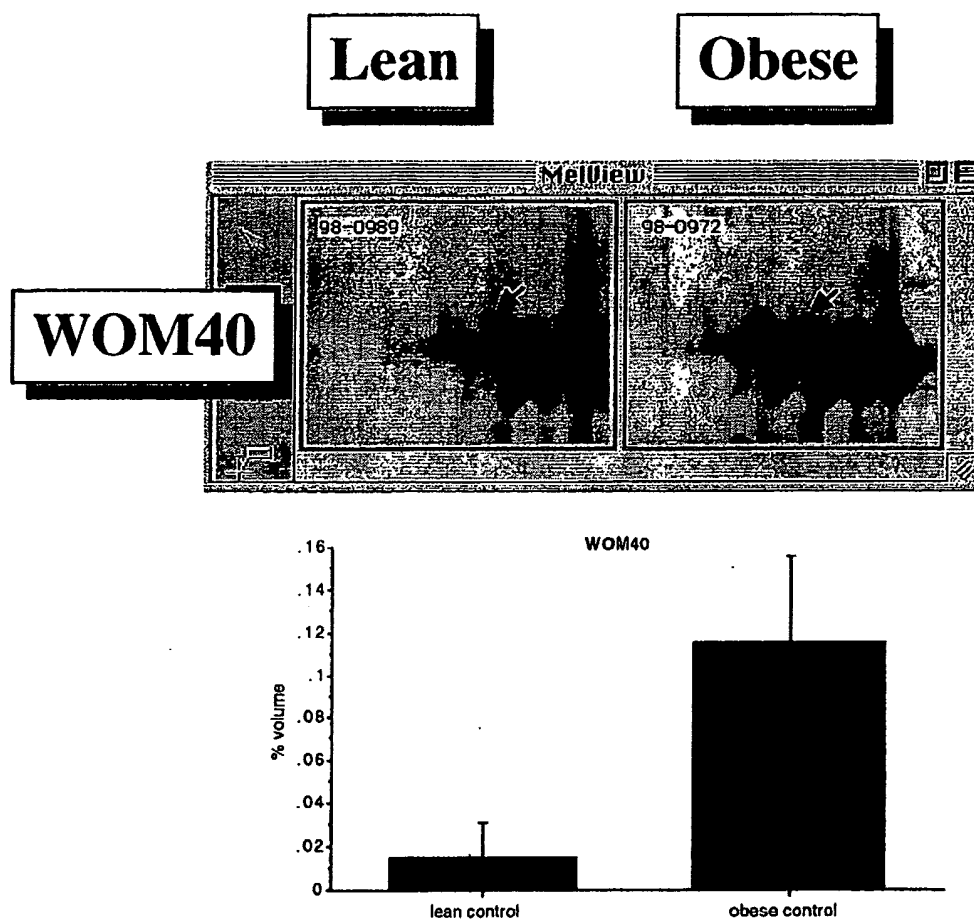 Lean
Obese
MelView
98-0989
98-0972
WOM40
WOM40
.16
.14
.12
.1
.08
.06
.04
.02
0
% volume
lean control
obese control